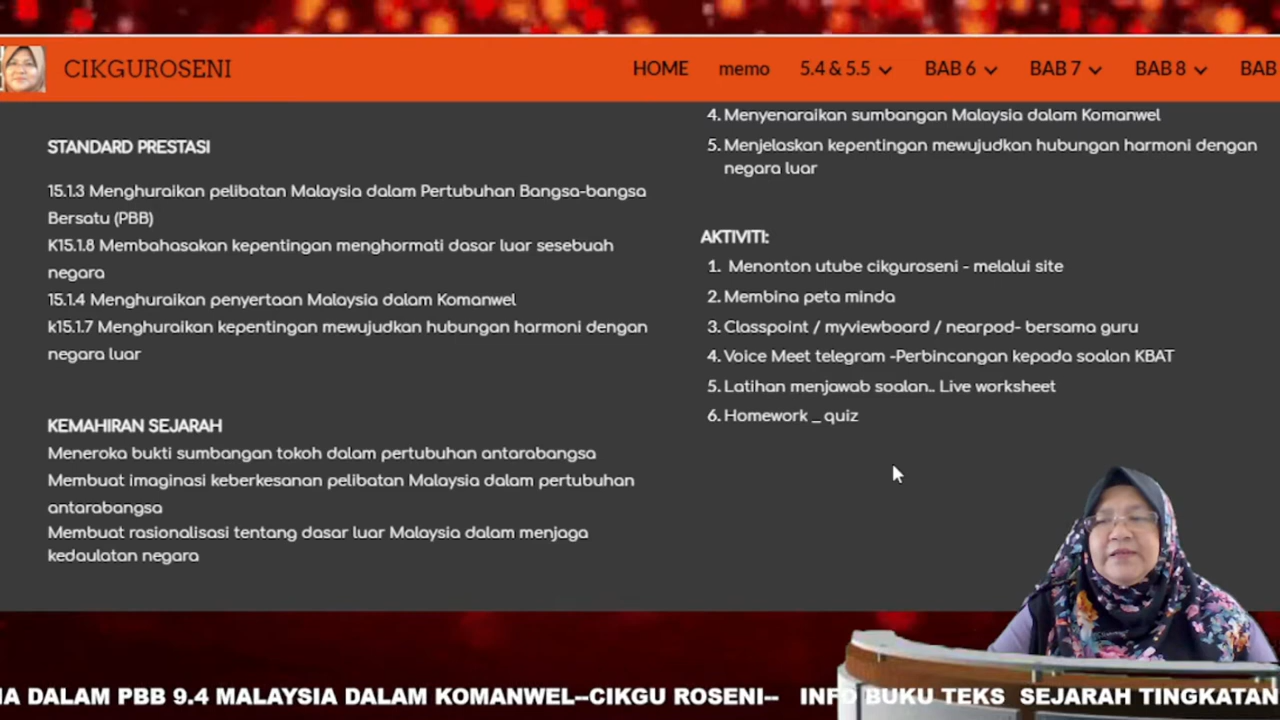 CIKGUROSENI
HOME memo 5.4 & 5.5 BAB 6 BAB 7 BAB 8 BAB
STANDARD PRESTASI
15.1.3 Menghuraikan pelibatan Malaysia dalam Pertubuhan Bangsa-bangsa
Bersatu (PBB)
K15.1.8 Membahasakan kepentingan menghormati dasar luar sesebuah
negara
15.1.4 Menghuraikan penyertaan Malaysia dalam Komanwel
k15.1.7 Menghuraikan kepentingan mewujudkan hubungan harmoni dengan
negara luar
KEMAHIRAN SEJARAH
Meneroka bukti sumbangan tokoh dalam pertubuhan antarabangsa
Membuat imaginasi keberkesanan pelibatan Malaysia dalam pertubuhan
antarabangsa
Membuat rasionalisasi tentang dasar luar Malaysia dalam menjaga
kedaulatan negara
4. Menyenaraikan sumbangan Malaysia dalam Komanwel
5. Menjelaskan kepentingan mewujudkan hubungan harmoni dengan
negara luar
AKTIVITI:
1. Menonton utube cikguroseni - melalui site
2. Membina peta minda
3. Classpoint / myviewboard / nearpod- bersama guru
4. Voice Meet telegram -Perbincangan kepada soalan KBAT
5. Latihan menjawab soalan.. Live worksheet
6. Homework _ quiz
IA DALAM PBB 9.4 MALAYSIA DALAM KOMANWEL--CIKGU ROSENI-- INFO BUKU TEKS SEJARAH TINGKATAN